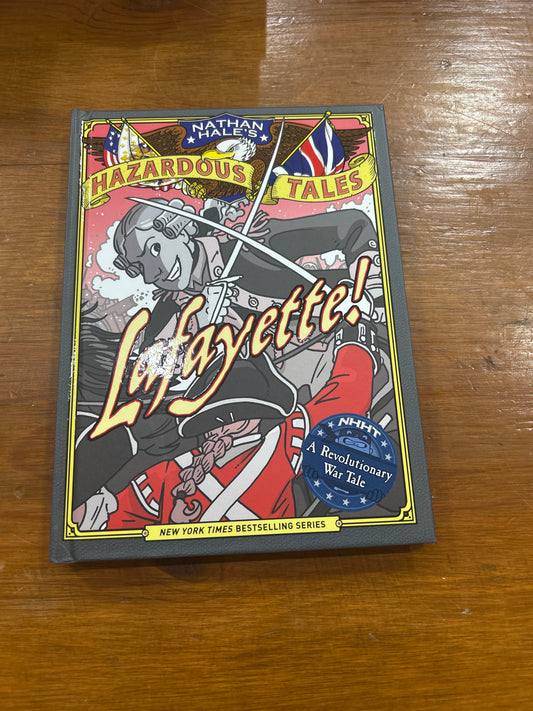 NATHAN
HALE'S
HAZARDOUS TALES
Lafayette!
NHHT
A Revolutionary
War Tale
NEW YORK TIMES BESTSELLING SERIES